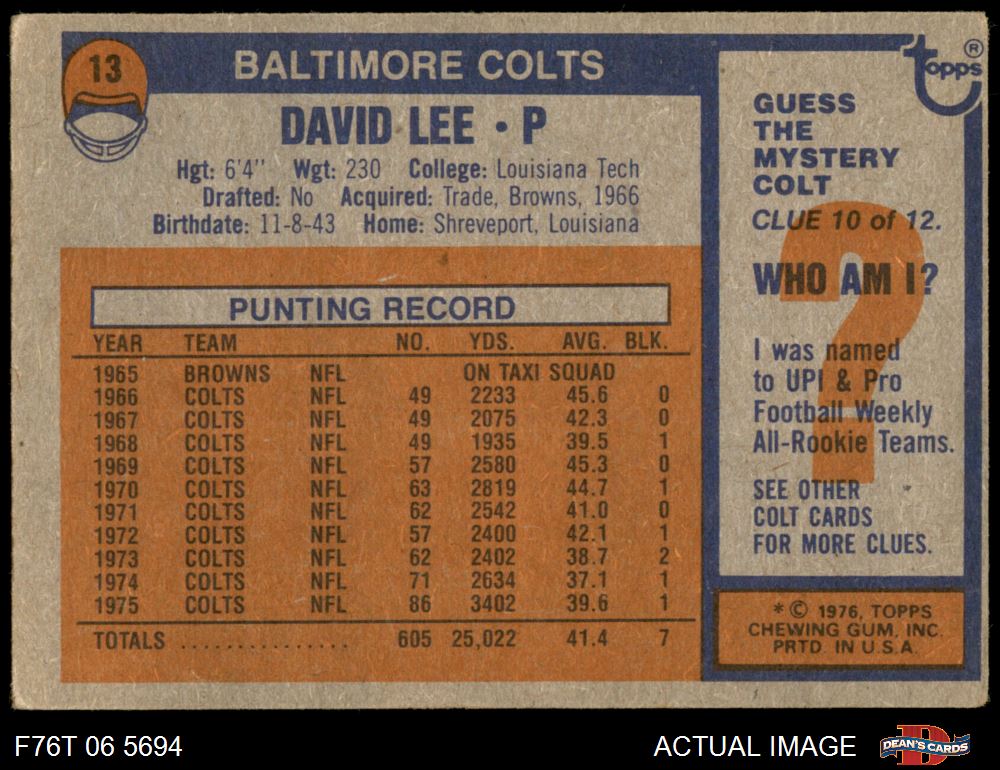 13
BALTIMORE COLTS
DAVID LEE • P
Hgt: 6'4" Wgt: 230 College: Louisiana Tech
Drafted: No Acquired: Trade, Browns, 1966
Birthdate: 11-8-43 Home: Shreveport, Louisiana
PUNTING RECORD
YEAR TEAM NO. YDS. AVG. BLK.
1965 BROWNS NFL ON TAXI SQUAD
1966 COLTS NFL 49 2233 45.6 0
1967 COLTS NFL 49 2075 42.3 0
1968 COLTS NFL 49 1935 39.5 1
1969 COLTS NFL 57 2580 45.3 0
1970 COLTS NFL 63 2819 44.7 1
1971 COLTS NFL 62 2542 41.0 0
1972 COLTS NFL 57 2400 42.1 1
1973 COLTS NFL 62 2402 38.7 2
1974 COLTS NFL 71 2634 37.1 1
1975 COLTS NFL 86 3402 39.6 1
TOTALS ............... 605 25,022 41.4 7
topps ®
GUESS
THE
MYSTERY
COLT
CLUE 10 of 12.
?
WHO AM I?
I was named
to UPI & Pro
Football Weekly
All-Rookie Teams.
SEE OTHER
COLT CARDS
FOR MORE CLUES.
* © 1976, TOPPS
CHEWING GUM, INC.
PRTD. IN U.S.A.
F76T 06 5694
ACTUAL IMAGE
D
DEAN'S CARDS